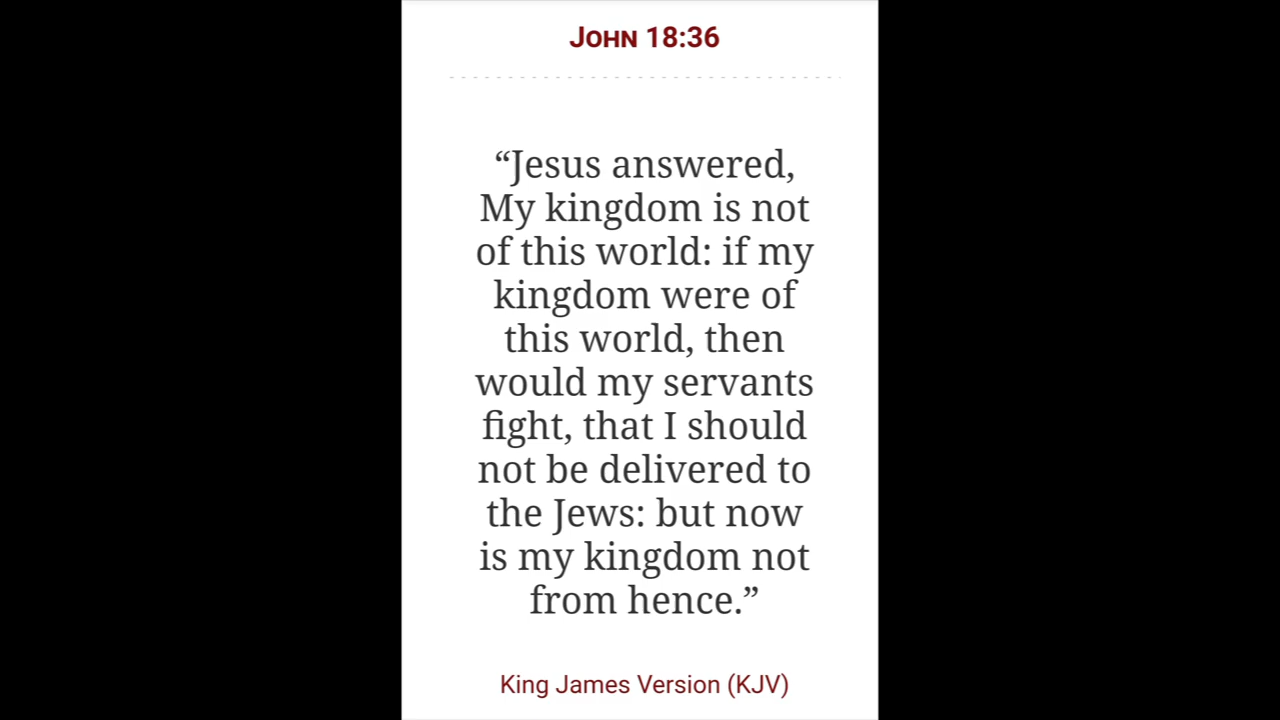 John 18:36
“Jesus answered,
My kingdom is not
of this world: if my
kingdom were of
this world, then
would my servants
fight, that I should
not be delivered to
the Jews: but now
is my kingdom not
from hence.”
King James Version (KJV)